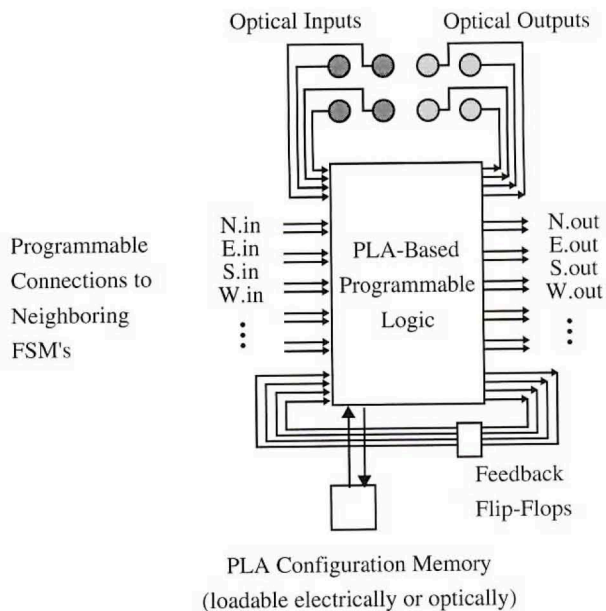 Optical Inputs
Optical Outputs
Programmable
Connections to
Neighboring
FSM's
N.in
E.in
S.in
W.in
PLA-Based
Programmable
Logic
N.out
E.out
S.out
W.out
Feedback
Flip-Flops
PLA Configuration Memory
(loadable electrically or optically)